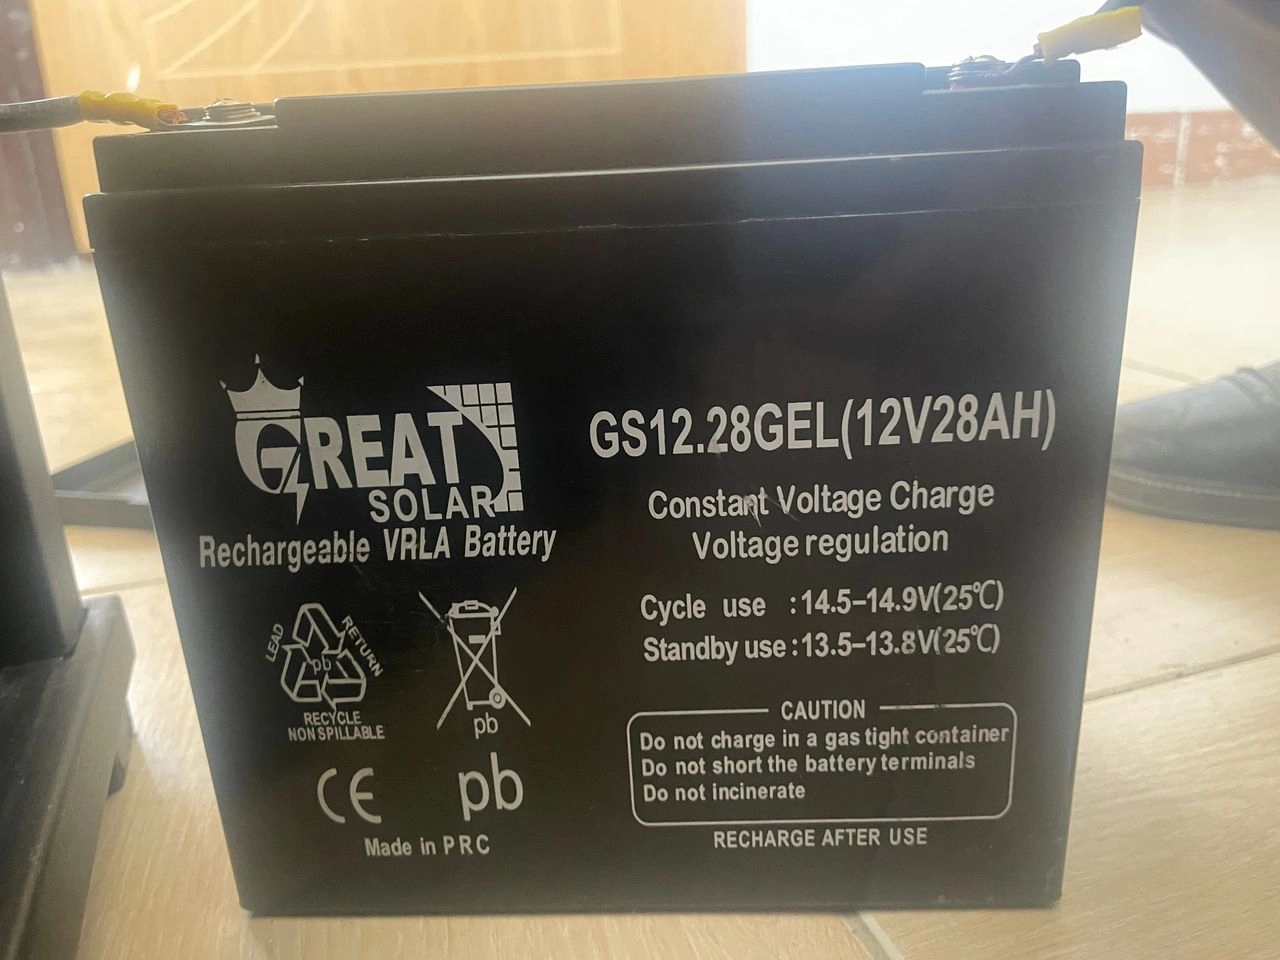 GREAT
SOLAR
Rechargeable VRLA Battery
LEAD
RETURN
pb
RECYCLE
NON SPILLABLE
pb
CE
pb
Made in PRC
GS12.28GEL(12V28AH)
Constant Voltage Charge
Voltage regulation
Cycle use :14.5–14.9V(25℃)
Standby use:13.5–13.8V(25℃)
CAUTION
Do not charge in a gas tight container
Do not short the battery terminals
Do not incinerate
RECHARGE AFTER USE